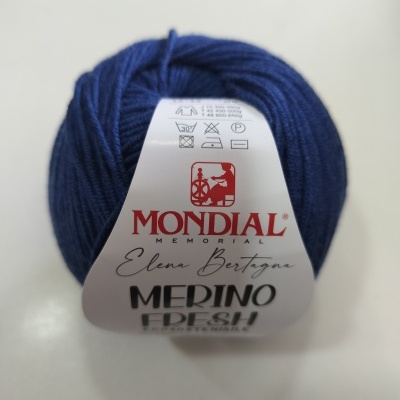 MONDIAL®
MEMORIAL
Elena Bertagna
MERINO
FRESH